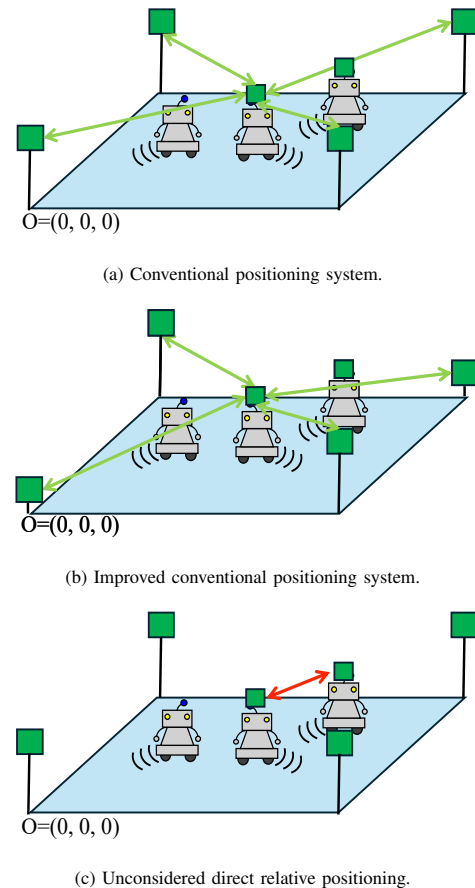 O=(0, 0, 0)
(a) Conventional positioning system.
O=(0, 0, 0)
(b) Improved conventional positioning system.
O=(0, 0, 0)
(c) Unconsidered direct relative positioning.